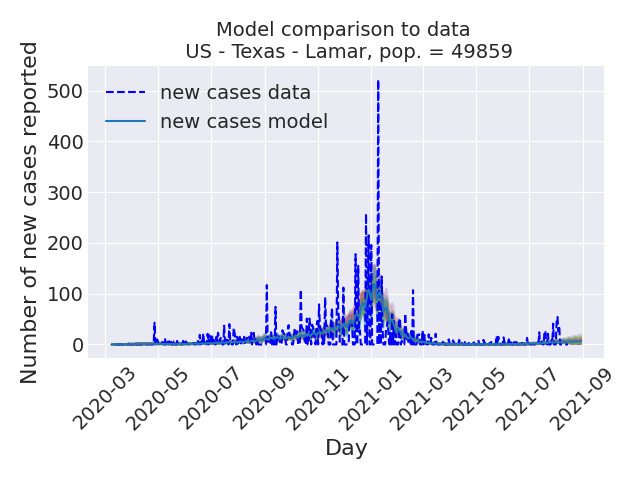 Model comparison to data
US - Texas - Lamar, pop. = 49859
Number of new cases reported
500
400
300
200
100
0
new cases data
new cases model
2020-03
2020-05
2020-07
2020-09
2020-11
2021-01
2021-03
2021-05
2021-07
2021-09
Day